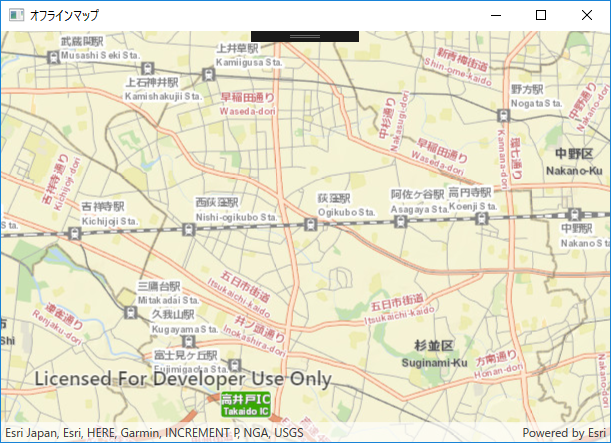 オフラインマップ
武蔵関駅
Musashi Seki Sta.
上井草駅
Kamiigusa Sta.
新青梅街道
Shin-ome-kaido
上石神井駅
Kamishakujii Sta.
早稲田通り
Waseda-dori
中杉通り
Nakasugi-dori
野方駅
Nogata Sta.
中野通り
Nakano-dori
早稲田通り
Waseda-dori
環七通り
Kannana-dori
中野区
Nakano-Ku
吉祥寺通り
Kichijoji-dori
吉祥寺駅
Kichijoji Sta.
西荻窪駅
Nishi-ogikubo Sta.
荻窪駅
Ogikubo Sta.
阿佐ケ谷駅
Asagaya Sta.
高円寺駅
Koenji Sta.
中野駅
Nakano Sta.
三鷹台駅
Mitakadai Sta.
五日市街道
Itsukaichi-kaido
五日市街道
Itsukaichi-kaido
連雀通り
Renjaku-dori
久我山駅
Kugayama Sta.
井ノ頭通り
Inokashira-dori
杉並区
Suginami-Ku
方南通り
Honan-dori
富士見ヶ丘駅
Fujimigaoka Sta.
Licensed For Developer Use Only
高井戸IC
Takaido IC
Esri Japan, Esri, HERE, Garmin, INCREMENT P, NGA, USGS
Powered by Esri